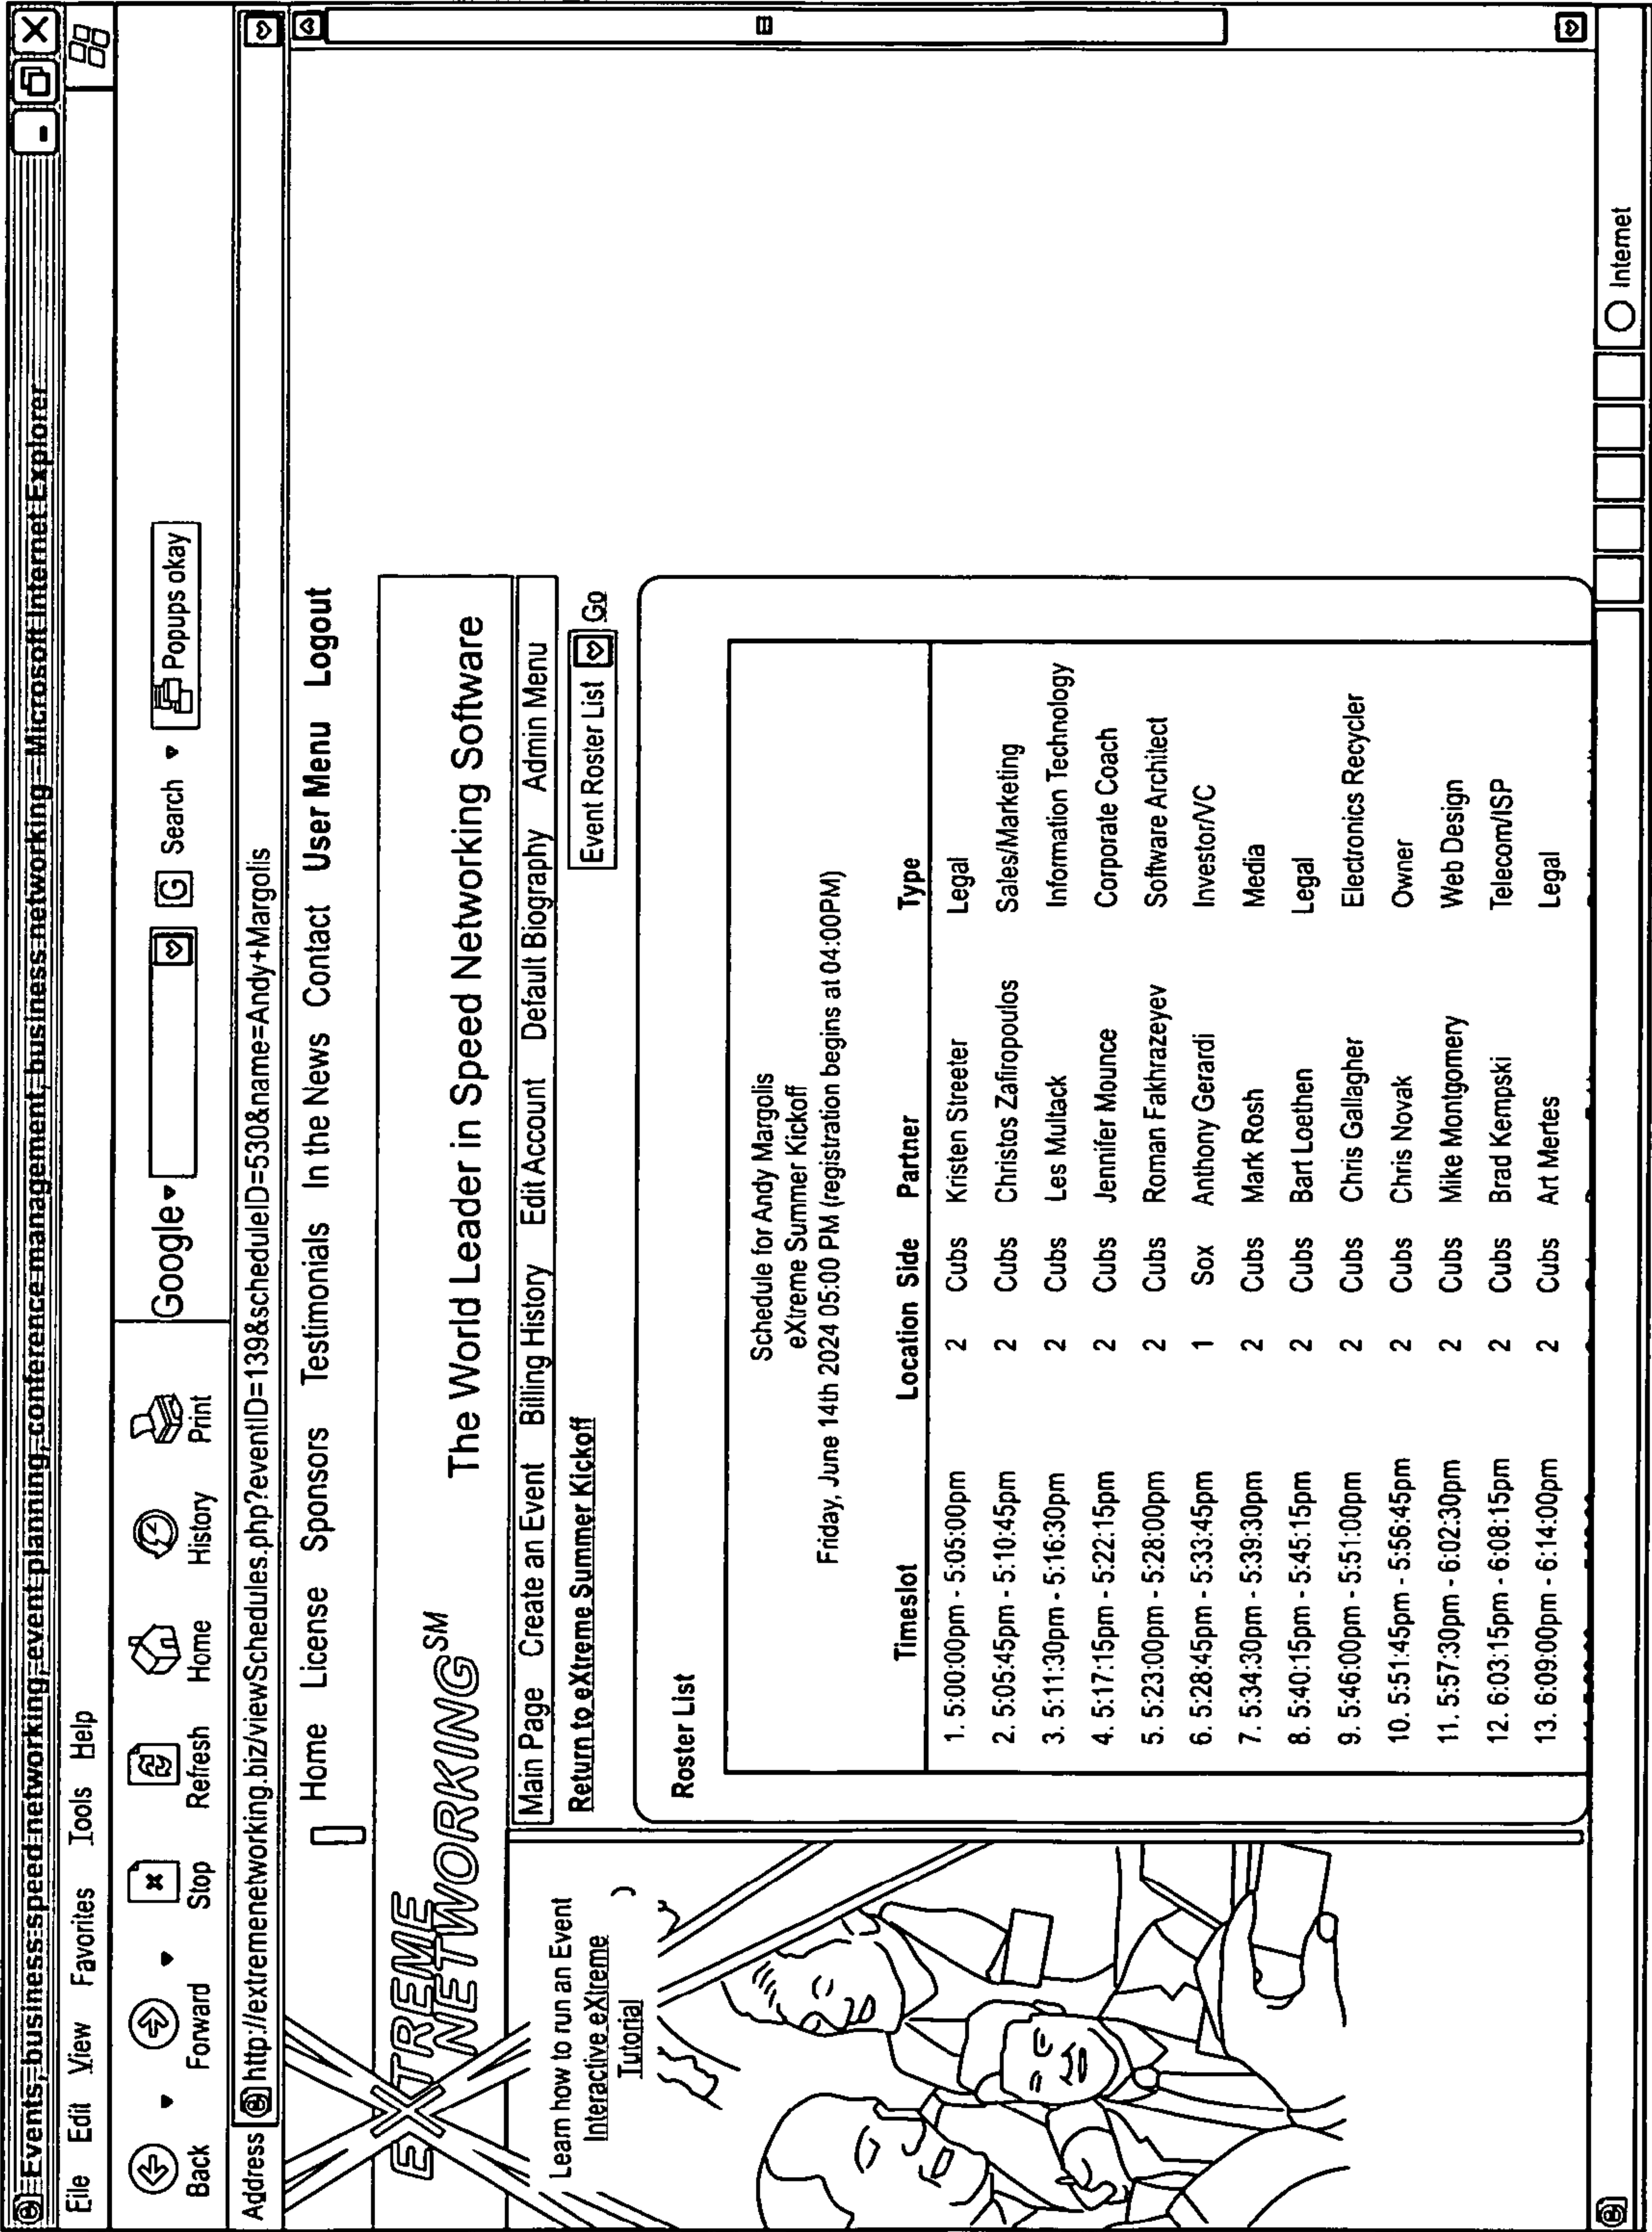 Events, business speed networking, event planning, conference management, business networking - Microsoft Internet Explorer
File Edit View Favorites Tools Help
Back Forward Stop Refresh Home History Print Google G Search Popups okay
Address http://extremenetworking.biz/viewSchedules.php?eventID=139&scheduleID=530&name=Andy+Margolis
Home License Sponsors Testimonials In the News Contact User Menu Logout
EXTREME
NETWORKING SM
The World Leader in Speed Networking Software
Main Page Create an Event Billing History Edit Account Default Biography Admin Menu
Return to eXtreme Summer Kickoff Event Roster List Go
Learn how to run an Event
Interactive eXtreme
Tutorial
Roster List
Schedule for Andy Margolis
eXtreme Summer Kickoff
Friday, June 14th 2024 05:00 PM (registration begins at 04:00PM)
Timeslot Location Side Partner Type
1. 5:00:00pm - 5:05:00pm 2 Cubs Kristen Streeter Legal
2. 5:05:45pm - 5:10:45pm 2 Cubs Christos Zafiropoulos Sales/Marketing
3. 5:11:30pm - 5:16:30pm 2 Cubs Les Multack Information Technology
4. 5:17:15pm - 5:22:15pm 2 Cubs Jennifer Mounce Corporate Coach
5. 5:23:00pm - 5:28:00pm 2 Cubs Roman Fakhrazeyev Software Architect
6. 5:28:45pm - 5:33:45pm 1 Sox Anthony Gerardi Investor/VC
7. 5:34:30pm - 5:39:30pm 2 Cubs Mark Rosh Media
8. 5:40:15pm - 5:45:15pm 2 Cubs Bart Loethen Legal
9. 5:46:00pm - 5:51:00pm 2 Cubs Chris Gallagher Electronics Recycler
10. 5:51:45pm - 5:56:45pm 2 Cubs Chris Novak Owner
11. 5:57:30pm - 6:02:30pm 2 Cubs Mike Montgomery Web Design
12. 6:03:15pm - 6:08:15pm 2 Cubs Brad Kempski Telecom/ISP
13. 6:09:00pm - 6:14:00pm 2 Cubs Art Mertes Legal
Internet